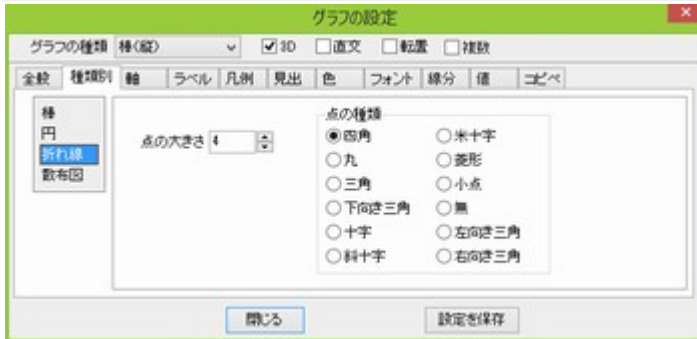 グラフの設定
グラフの種類 棒(縦) 3D 直交 転置 複数
全般 種類別 軸 ラベル 凡例 見出 色 フォント 線分 値 コピペ
棒
円
折れ線
散布図
点の大きさ 4
点の種類
四角 米十字
丸 菱形
三角 小点
下向き三角 無
十字 左向き三角
斜十字 右向き三角
閉じる 設定を保存